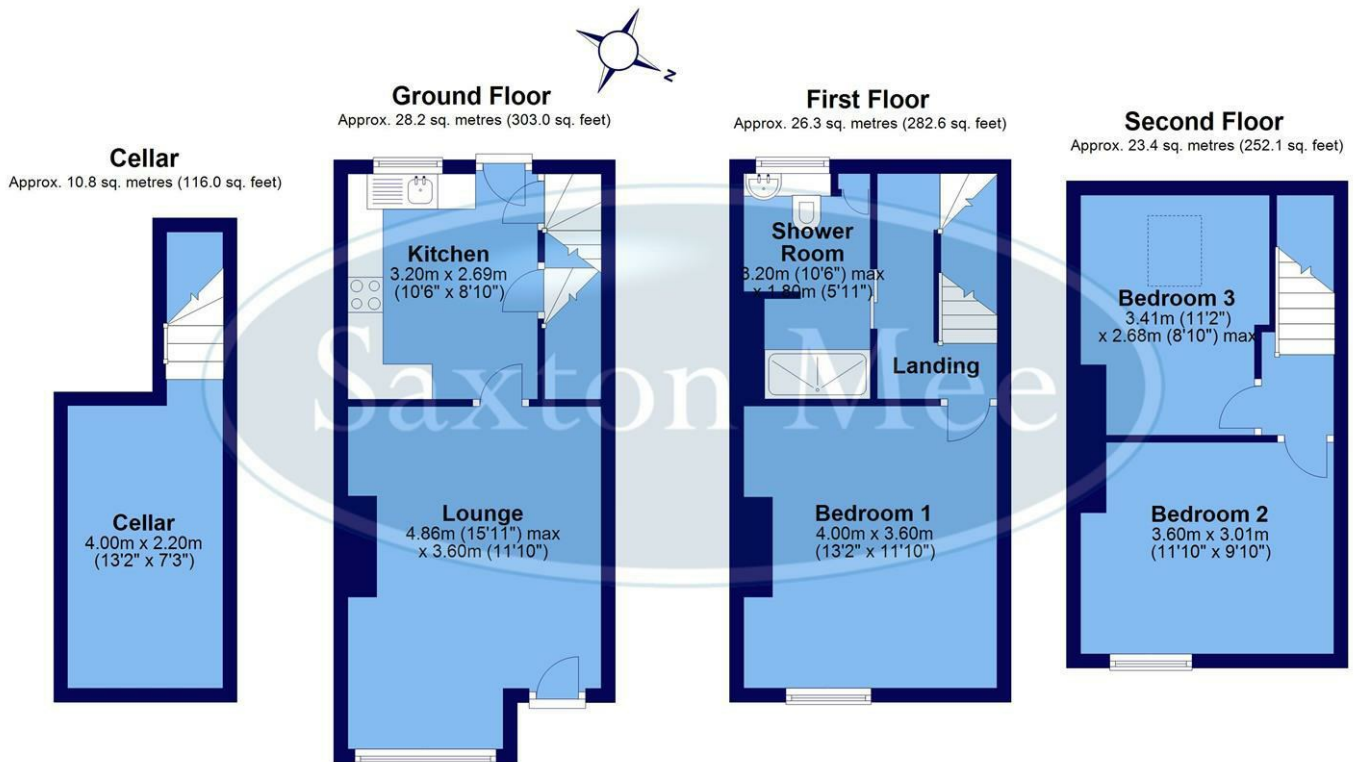 Cellar
Approx. 10.8 sq. metres (116.0 sq. feet)
Cellar
4.00m x 2.20m
(13'2" x 7'3")
Ground Floor
Approx. 28.2 sq. metres (303.0 sq. feet)
Kitchen
3.20m x 2.69m
(10'6" x 8'10")
Lounge
4.86m (15'11") max
x 3.60m (11'10")
N
First Floor
Approx. 26.3 sq. metres (282.6 sq. feet)
Shower
Room
3.20m (10'6") max
x 1.80m (5'11")
Landing
Bedroom 1
4.00m x 3.60m
(13'2" x 11'10")
Second Floor
Approx. 23.4 sq. metres (252.1 sq. feet)
Bedroom 3
3.41m (11'2")
x 2.68m (8'10") max
Bedroom 2
3.60m x 3.01m
(11'10" x 9'10")
Saxton Mee